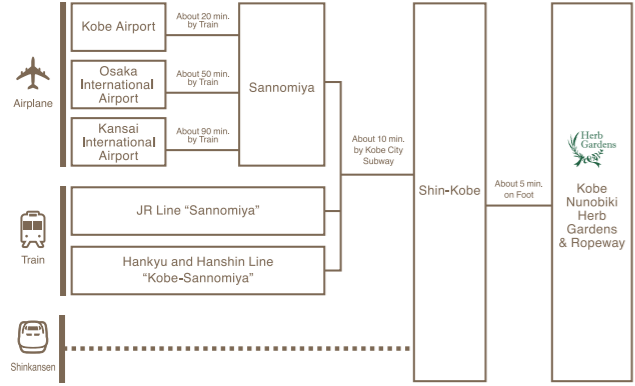 Airplane
Kobe Airport
About 20 min.
by Train
Osaka
International
Airport
About 50 min.
by Train
Kansai
International
Airport
About 90 min.
by Train
Sannomiya
Train
JR Line “Sannomiya”
Hankyu and Hanshin Line
“Kobe-Sannomiya”
About 10 min.
by Kobe City
Subway
Shinkansen
Shin-Kobe
About 5 min.
on Foot
Herb
Gardens
Kobe
Nunobiki
Herb
Gardens
& Ropeway